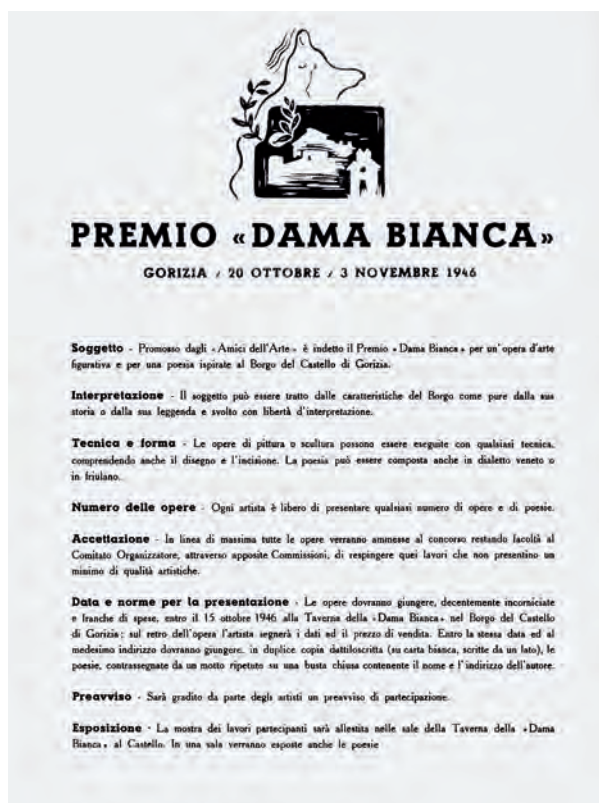 PREMIO «DAMA BIANCA»
GORIZIA / 20 OTTOBRE / 3 NOVEMBRE 1946
Soggetto - Promosso dagli «Amici dell'Arte» è indetto il Premio «Dama Bianca» per un'opera d'arte
figurativa e per una poesia ispirate al Borgo del Castello di Gorizia.
Interpretazione - Il soggetto può essere tratto dalle caratteristiche del Borgo come pure dalla sua
storia o dalla sua leggenda e svolto con libertà d'interpretazione.
Tecnica e forma - Le opere di pittura o scultura possono essere eseguite con qualsiasi tecnica,
comprendendo anche il disegno e l'incisione. La poesia può essere composta anche in dialetto veneto o
in friulano.
Numero delle opere - Ogni artista è libero di presentare qualsiasi numero di opere e di poesie.
Accettazione - In linea di massima tutte le opere verranno ammesse al concorso restando facoltà al
Comitato Organizzatore, attraverso apposite Commissioni, di respingere quei lavori che non presentino un
minimo di qualità artistiche.
Data e norme per la presentazione - Le opere dovranno giungere, decentemente incorniciate
e franche di spese, entro il 15 ottobre 1946 alla Taverna della «Dama Bianca» nel Borgo del Castello
di Gorizia; sul retro dell'opera l'artista segnerà i dati ed il prezzo di vendita. Entro la stessa data ed al
medesimo indirizzo dovranno giungere, in duplice copia dattiloscritta (su carta bianca, scritte da un lato), le
poesie, contrassegnate da un motto ripetuto su una busta chiusa contenente il nome e l'indirizzo dell'autore.
Preavviso - Sarà gradito da parte degli artisti un preavviso di partecipazione.
Esposizione - La mostra dei lavori partecipanti sarà allestita nelle sale della Taverna della «Dama
Bianca» al Castello. In una sala verranno esposte anche le poesie